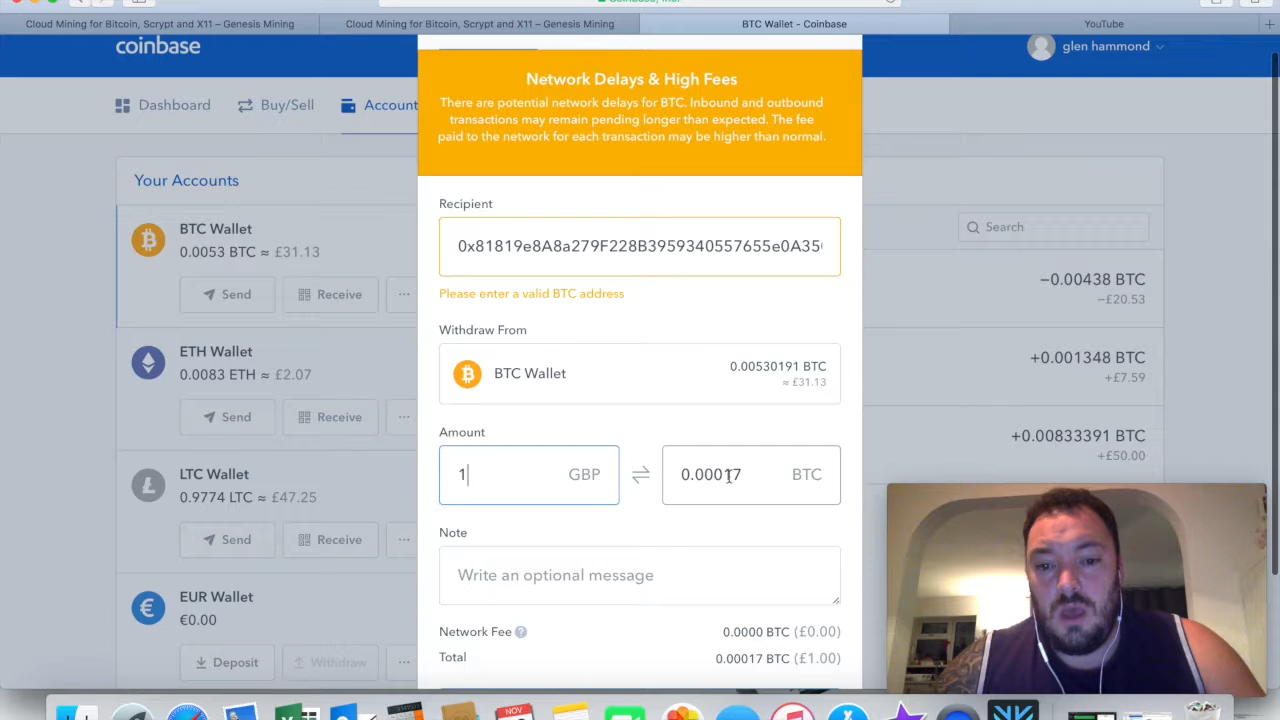 Coinbase, Inc.
Cloud Mining for Bitcoin, Scrypt and X11 – Genesis Mining
Cloud Mining for Bitcoin, Scrypt and X11 – Genesis Mining
BTC Wallet - Coinbase
YouTube
coinbase
glen hammond
Dashboard
Buy/Sell
Account
Network Delays & High Fees
There are potential network delays for BTC. Inbound and outbound
transactions may remain pending longer than expected. The fee
paid to the network for each transaction may be higher than normal.
Your Accounts
BTC Wallet
0.0053 BTC ≈ £31.13
Send
Receive
ETH Wallet
0.0083 ETH ≈ £2.07
Send
Receive
LTC Wallet
0.9774 LTC ≈ £47.25
Send
Receive
EUR Wallet
€0.00
Deposit
Withdraw
Recipient
0x81819e8A8a279F228B3959340557655e0A35
Please enter a valid BTC address
Withdraw From
BTC Wallet
0.00530191 BTC
≈ £31.13
Amount
1 GBP
0.00017 BTC
Note
Write an optional message
Network Fee ?
0.0000 BTC (£0.00)
Total
0.00017 BTC (£1.00)
Search
−0.00438 BTC
−£20.53
+0.001348 BTC
+£7.59
+0.00833391 BTC
+£50.00
NOV